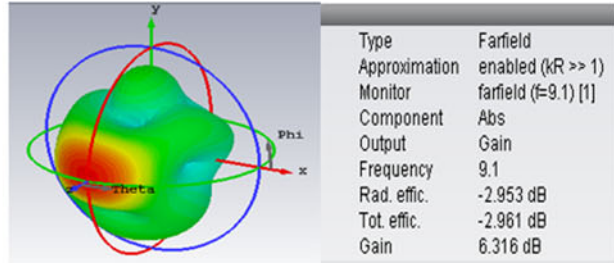 y
Phi
x
z
Theta
Type Farfield
Approximation enabled (kR >> 1)
Monitor farfield (f=9.1) [1]
Component Abs
Output Gain
Frequency 9.1
Rad. effic. -2.953 dB
Tot. effic. -2.961 dB
Gain 6.316 dB